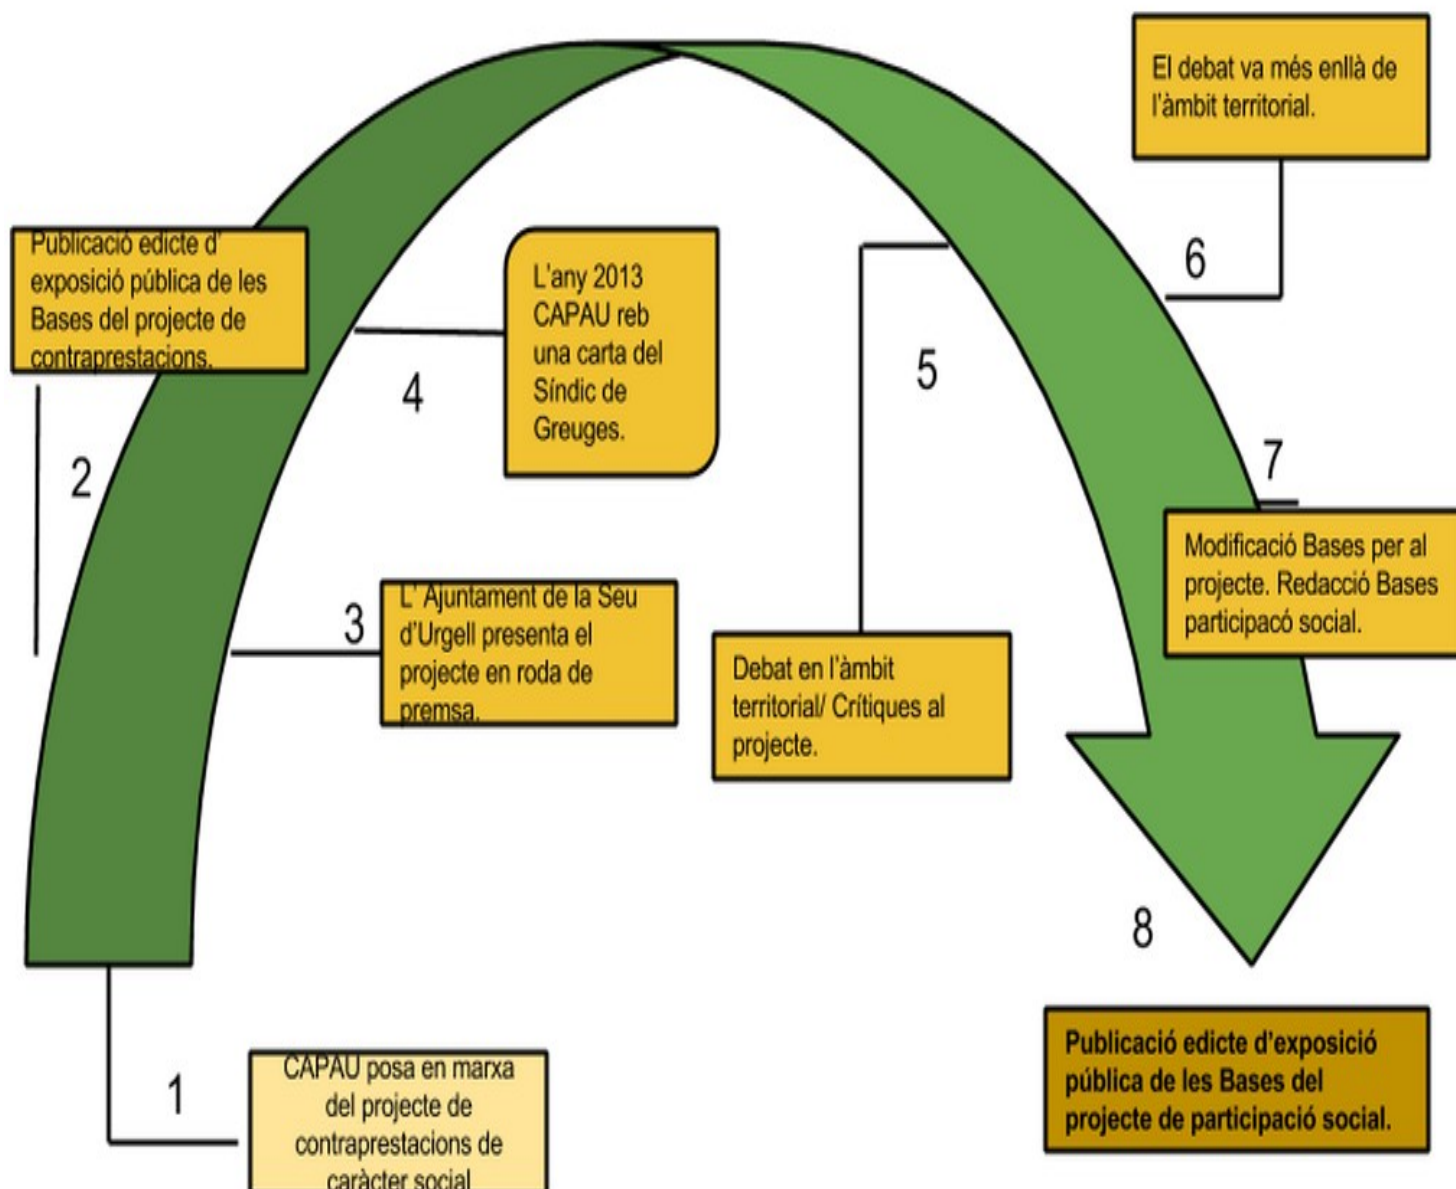 1
CAPAU posa en marxa
del projecte de
contraprestacions de
caràcter social
2
Publicació edicte d'
exposició pública de les
Bases del projecte de
contraprestacions.
3
L' Ajuntament de la Seu
d'Urgell presenta el
projecte en roda de
premsa.
4
L'any 2013
CAPAU reb
una carta del
Síndic de
Greuges.
5
Debat en l'àmbit
territorial/ Crítiques al
projecte.
6
El debat va més enllà de
l'àmbit territorial.
7
Modificació Bases per al
projecte. Redacció Bases
participacó social.
8
Publicació edicte d'exposició
pública de les Bases del
projecte de participació social.